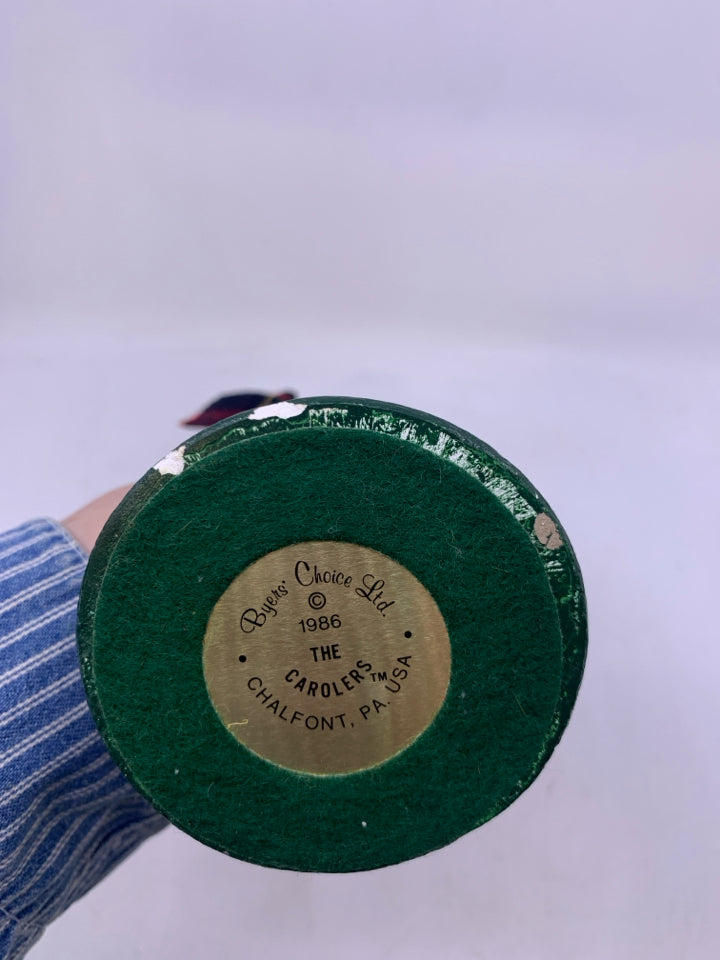 Byers' Choice Ltd.
©
1986
THE
CAROLERS™
CHALFONT, PA. USA